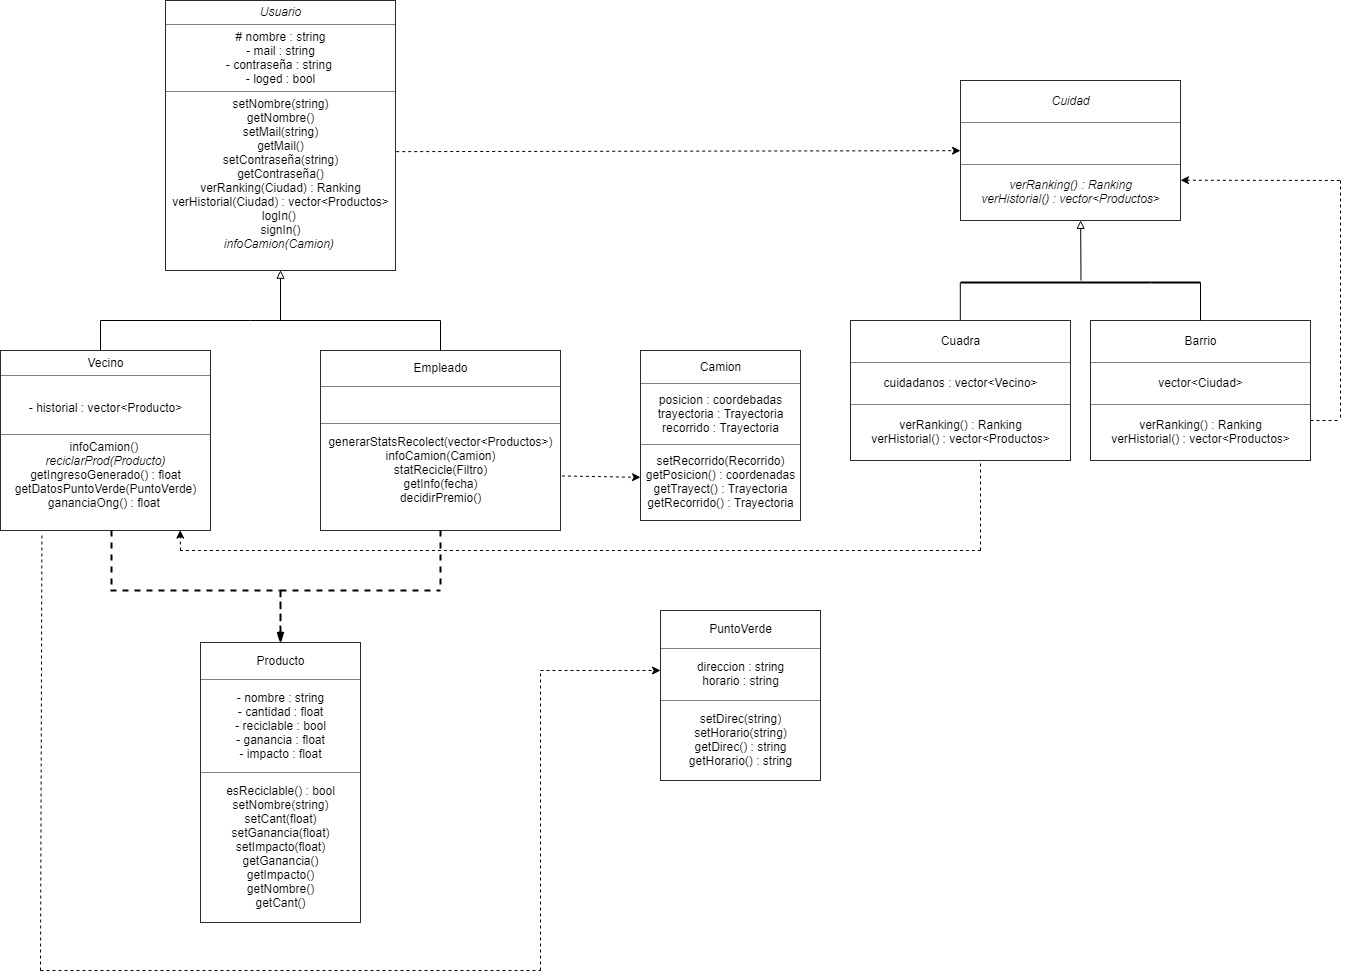 Usuario
# nombre : string
- mail : string
- contraseña : string
- loged : bool
setNombre(string)
getNombre()
setMail(string)
getMail()
setContraseña(string)
getContraseña()
verRanking(Ciudad) : Ranking
verHistorial(Ciudad) : vector<Productos>
logIn()
signIn()
infoCamion(Camion)
Cuidad
verRanking() : Ranking
verHistorial() : vector<Productos>
Vecino
- historial : vector<Producto>
infoCamion()
reciclarProd(Producto)
getIngresoGenerado() : float
getDatosPuntoVerde(PuntoVerde)
gananciaOng() : float
Empleado
generarStatsRecolect(vector<Productos>)
infoCamion(Camion)
statRecicle(Filtro)
getInfo(fecha)
decidirPremio()
Camion
posicion : coordebadas
trayectoria : Trayectoria
recorrido : Trayectoria
setRecorrido(Recorrido)
getPosicion() : coordenadas
getTrayect() : Trayectoria
getRecorrido() : Trayectoria
Cuadra
cuidadanos : vector<Vecino>
verRanking() : Ranking
verHistorial() : vector<Productos>
Barrio
vector<Ciudad>
verRanking() : Ranking
verHistorial() : vector<Productos>
Producto
- nombre : string
- cantidad : float
- reciclable : bool
- ganancia : float
- impacto : float
esReciclable() : bool
setNombre(string)
setCant(float)
setGanancia(float)
setImpacto(float)
getGanancia()
getImpacto()
getNombre()
getCant()
PuntoVerde
direccion : string
horario : string
setDirec(string)
setHorario(string)
getDirec() : string
getHorario() : string